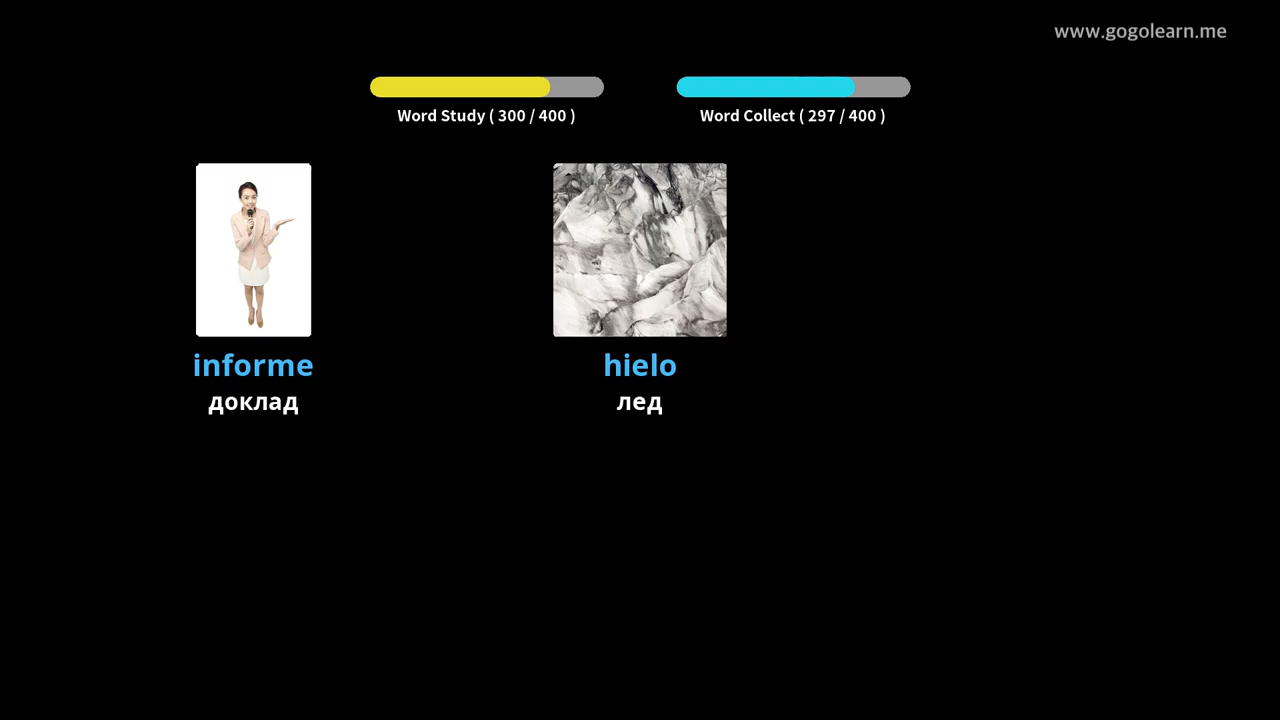 www.gogolearn.me
Word Study ( 300 / 400 )
Word Collect ( 297 / 400 )
informe
доклад
hielo
лед